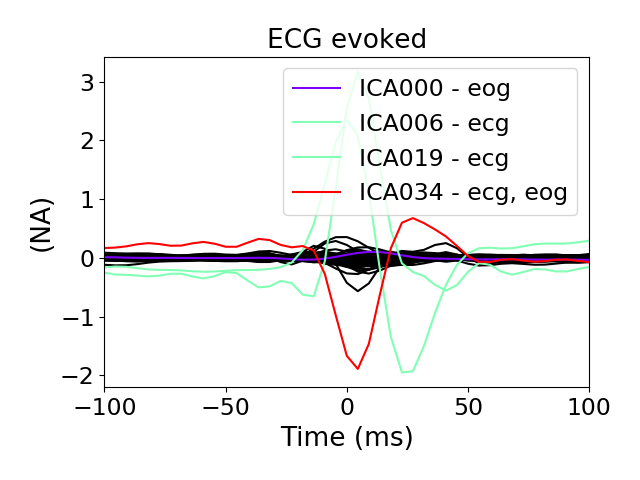 ECG evoked
(NA)
3
2
1
0
−1
−2
ICA000 - eog
ICA006 - ecg
ICA019 - ecg
ICA034 - ecg, eog
−100
−50
0
50
100
Time (ms)